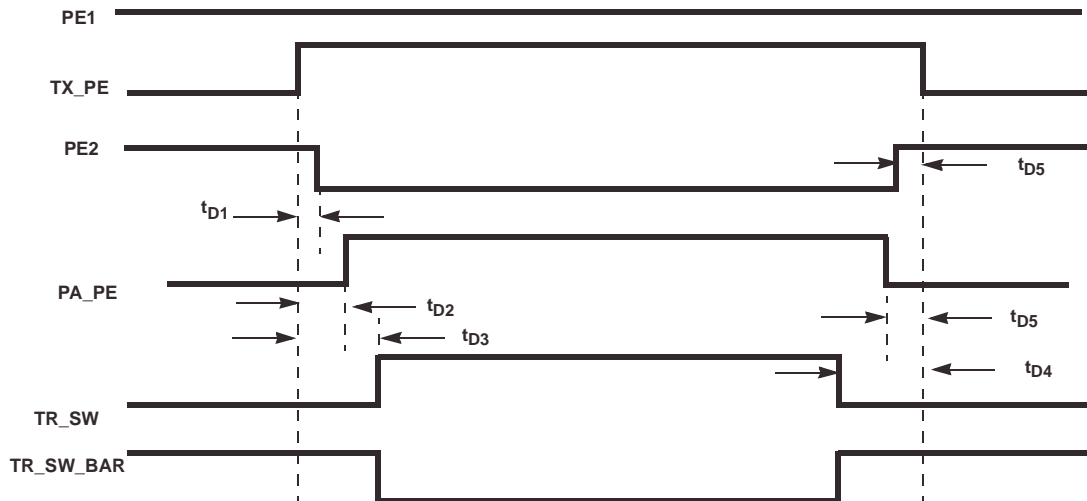 PE1
TX_PE
PE2
tD5
tD1
PA_PE
tD2
tD5
tD3
tD4
TR_SW
TR_SW_BAR